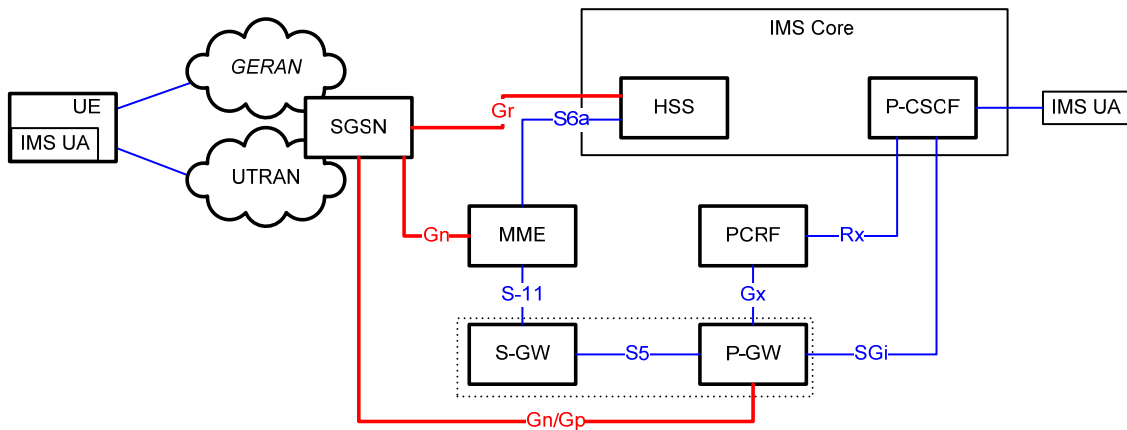 IMS Core
GERAN
UE
IMS UA
SGSN
UTRAN
Gr
S6a
HSS
P-CSCF
IMS UA
Gn
MME
PCRF
Rx
S-11
Gx
S-GW
S5
P-GW
SGi
Gn/Gp